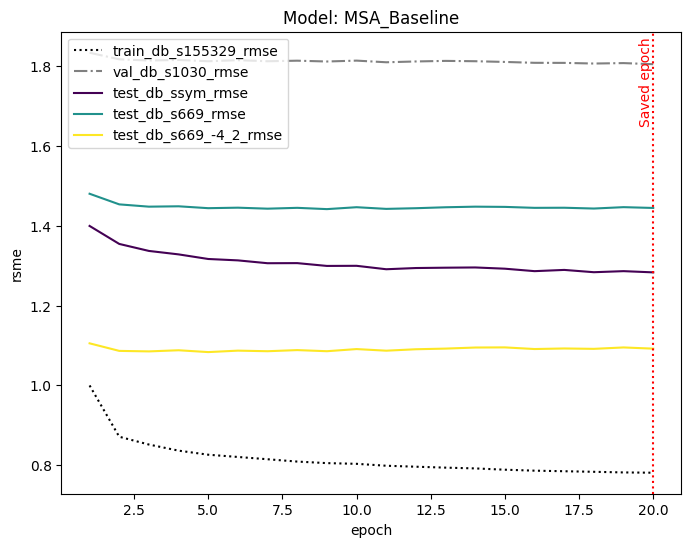 Model: MSA_Baseline
train_db_s155329_rmse
val_db_s1030_rmse
test_db_ssym_rmse
test_db_s669_rmse
test_db_s669_-4_2_rmse
Saved epoch
rsme
1.8
1.6
1.4
1.2
1.0
0.8
2.5
5.0
7.5
10.0
12.5
15.0
17.5
20.0
epoch